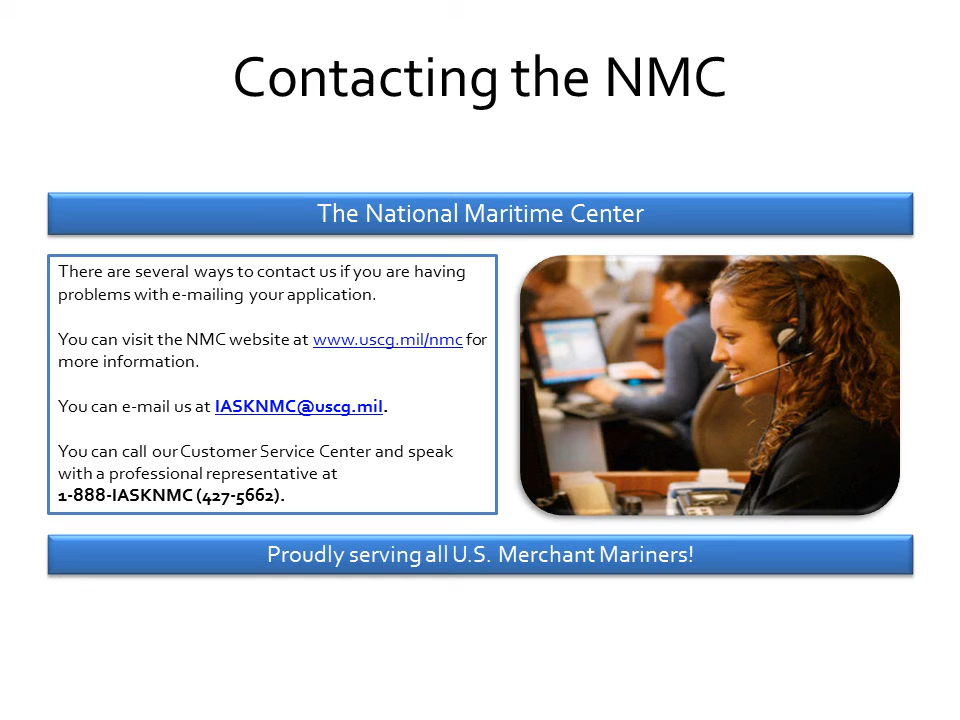 Contacting the NMC
The National Maritime Center
There are several ways to contact us if you are having
problems with e-mailing your application.
You can visit the NMC website at www.uscg.mil/nmc for
more information.
You can e-mail us at IASKNMC@uscg.mil.
You can call our Customer Service Center and speak
with a professional representative at
1-888-IASKNMC (427-5662).
Proudly serving all U.S. Merchant Mariners!